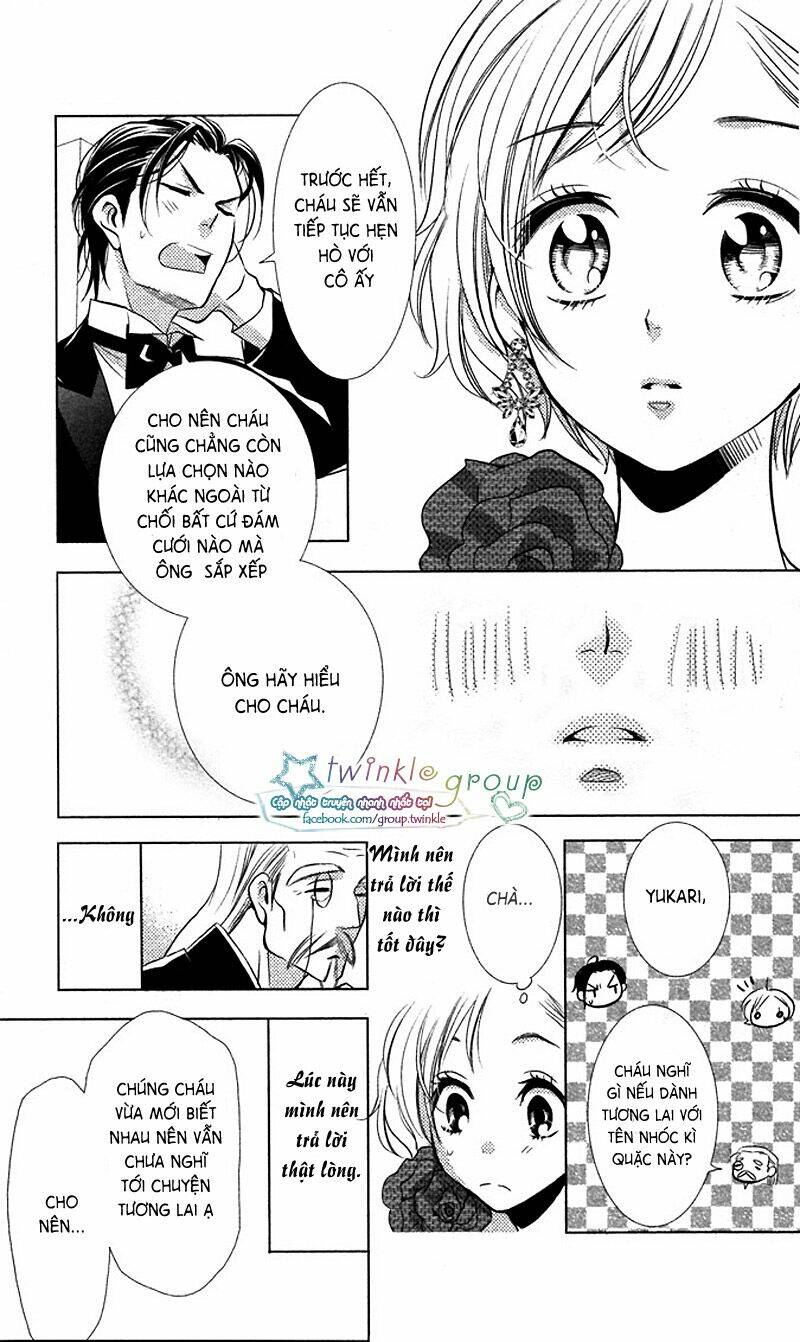 TRƯỚC HẾT,
CHÁU SẼ VẪN
TIẾP TỤC HẸN
HÒ VỚI
CÔ ẤY
CHO NÊN CHÁU
CŨNG CHẲNG CÒN
LỰA CHỌN NÀO
KHÁC NGOÀI TỪ
CHỐI BẤT CỨ ĐÁM
CƯỚI NÀO MÀ
ÔNG SẮP XẾP
ÔNG HÃY HIỂU
CHO CHÁU.
twinkle group
Cập nhật truyện nhanh nhất tại
facebook.com/group.twinkle
YUKARI,
CHÁU NGHĨ
GÌ NẾU DÀNH
TƯƠNG LAI VỚI
TÊN NHÓC KÌ
QUẶC NÀY?
CHÀ...
Mình nên
trả lời thế
nào thì
tốt đây?
...Không
Lúc này
mình nên
trả lời
thật lòng.
CHÚNG CHÁU
VỪA MỚI BIẾT
NHAU NÊN VẪN
CHƯA NGHĨ
TỚI CHUYỆN
TƯƠNG LAI Ạ
CHO
NÊN...